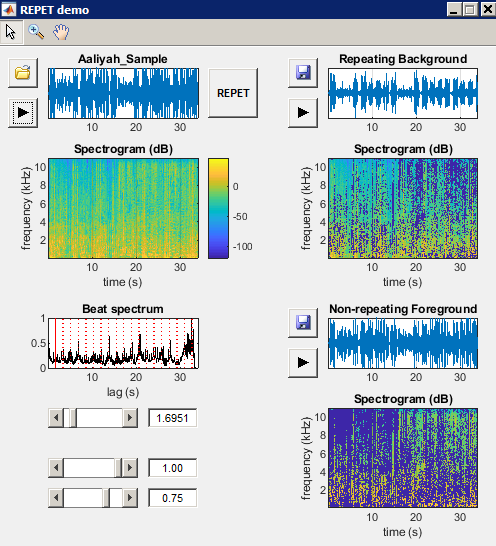 REPET demo
Aaliyah_Sample
REPET
10 20 30
Spectrogram (dB)
frequency (kHz)
10
8
6
4
2
0
-50
-100
10 20 30
time (s)
Beat spectrum
1
0.5
0
10 20 30
lag (s)
1.6951
1.00
0.75
Repeating Background
10 20 30
Spectrogram (dB)
frequency (kHz)
10
8
6
4
2
10 20 30
time (s)
Non-repeating Foreground
10 20 30
Spectrogram (dB)
frequency (kHz)
10
8
6
4
2
10 20 30
time (s)